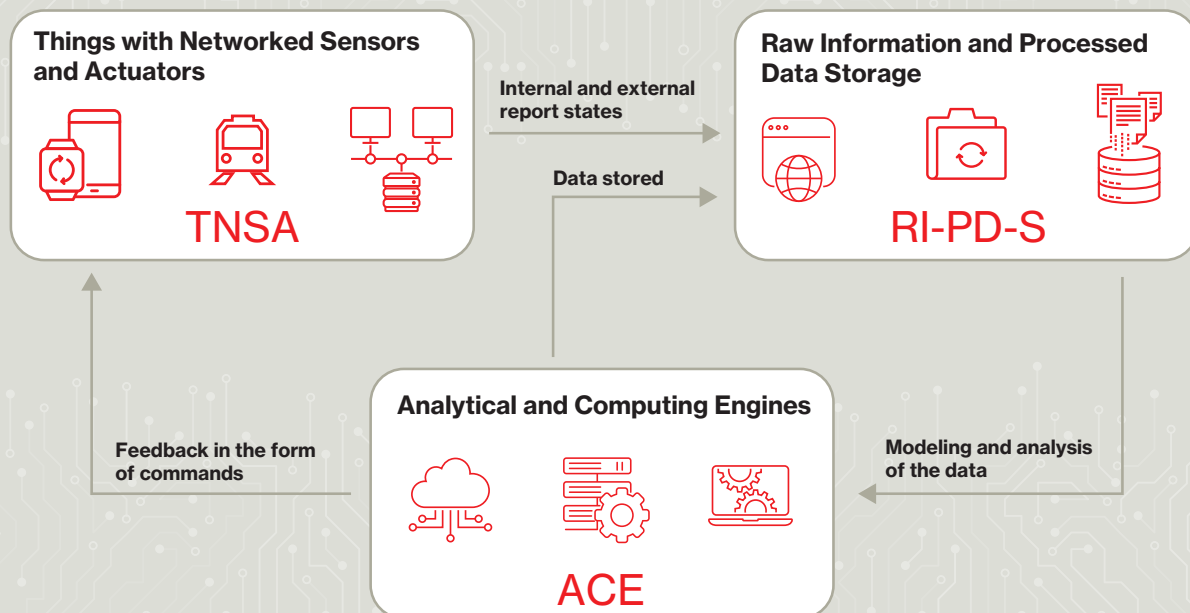 Things with Networked Sensors
and Actuators
TNSA
Internal and external
report states
Data stored
Raw Information and Processed
Data Storage
RI-PD-S
Feedback in the form
of commands
Analytical and Computing Engines
ACE
Modeling and analysis
of the data